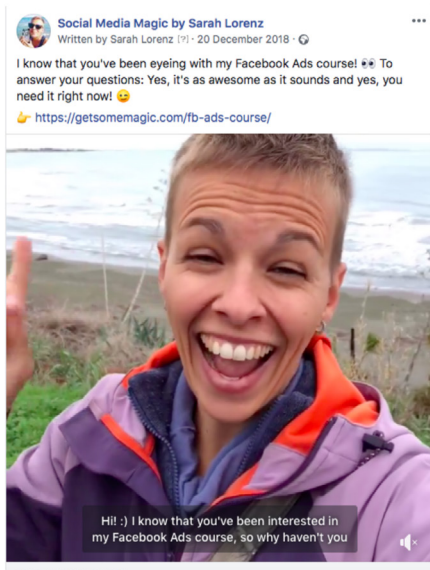 Social Media Magic by Sarah Lorenz
Written by Sarah Lorenz [?] · 20 December 2018 ·
I know that you've been eyeing with my Facebook Ads course! 👀 To
answer your questions: Yes, it's as awesome as it sounds and yes, you
need it right now! 😉
👉 https://getsomemagic.com/fb-ads-course/
Hi! :) I know that you've been interested in
my Facebook Ads course, so why haven't you